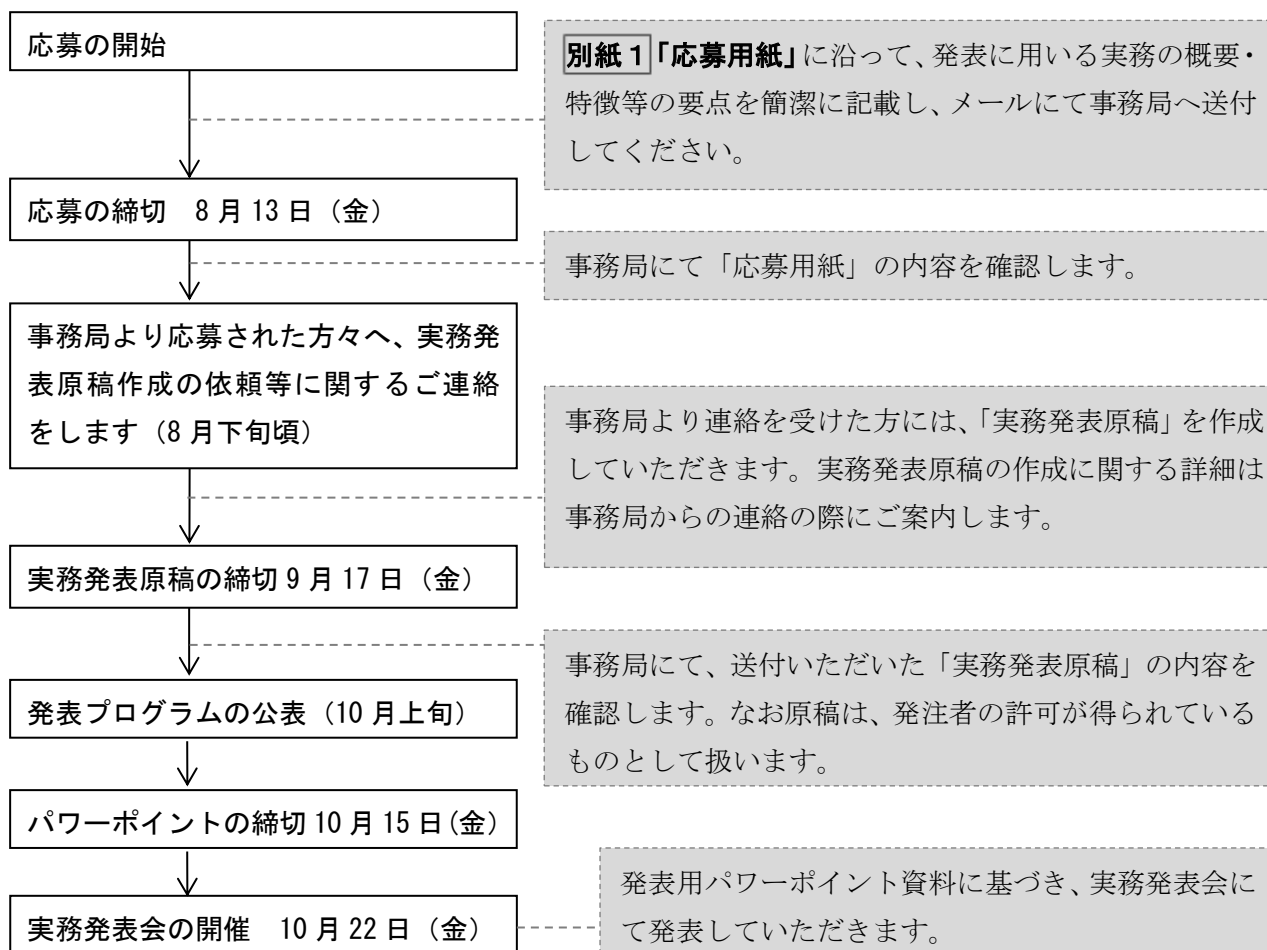 応募の開始
別紙1「応募用紙」に沿って、発表に用いる実務の概要・
特徴等の要点を簡潔に記載し、メールにて事務局へ送付
してください。
応募の締切　8月13日（金）
事務局にて「応募用紙」の内容を確認します。
事務局より応募された方々へ、実務発
表原稿作成の依頼等に関するご連絡
をします（8月下旬頃）
事務局より連絡を受けた方には、「実務発表原稿」を作成
していただきます。実務発表原稿の作成に関する詳細は
事務局からの連絡の際にご案内します。
実務発表原稿の締切9月17日（金）
事務局にて、送付いただいた「実務発表原稿」の内容を
確認します。なお原稿は、発注者の許可が得られている
ものとして扱います。
発表プログラムの公表（10月上旬）
パワーポイントの締切10月15日(金)
発表用パワーポイント資料に基づき、実務発表会に
て発表していただきます。
実務発表会の開催　10月22日（金）